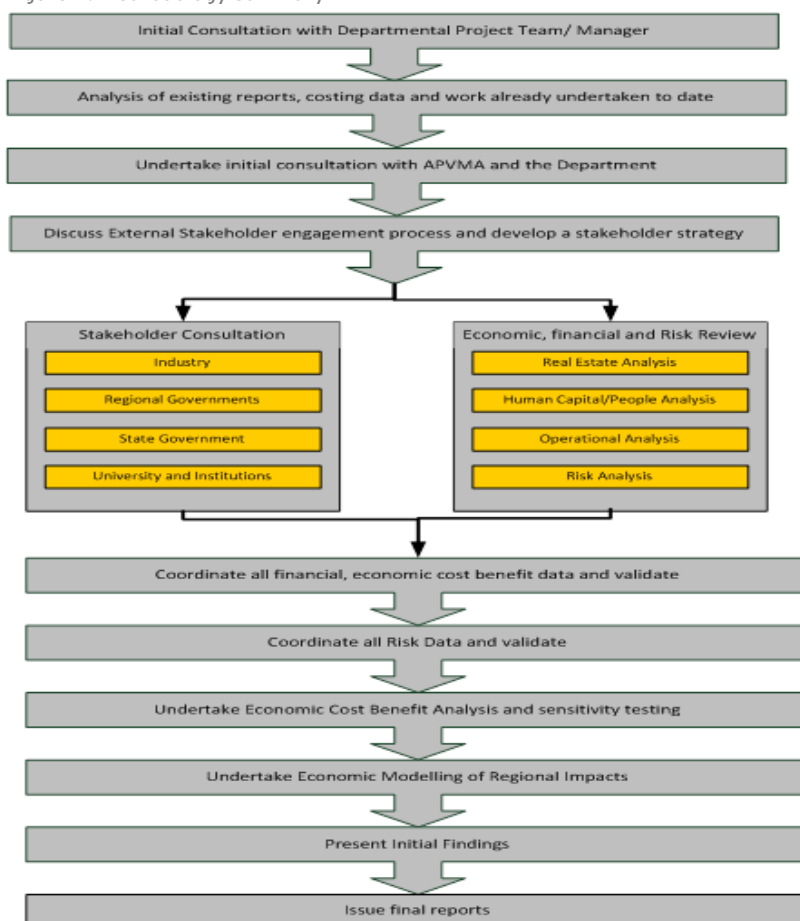 Initial Consultation with Departmental Project Team/ Manager
Analysis of existing reports, costing data and work already undertaken to date
Undertake initial consultation with APVMA and the Department
Discuss External Stakeholder engagement process and develop a stakeholder strategy
Stakeholder Consultation
Industry
Regional Governments
State Government
University and Institutions
Economic, financial and Risk Review
Real Estate Analysis
Human Capital/People Analysis
Operational Analysis
Risk Analysis
Coordinate all financial, economic cost benefit data and validate
Coordinate all Risk Data and validate
Undertake Economic Cost Benefit Analysis and sensitivity testing
Undertake Economic Modelling of Regional Impacts
Present Initial Findings
Issue final reports